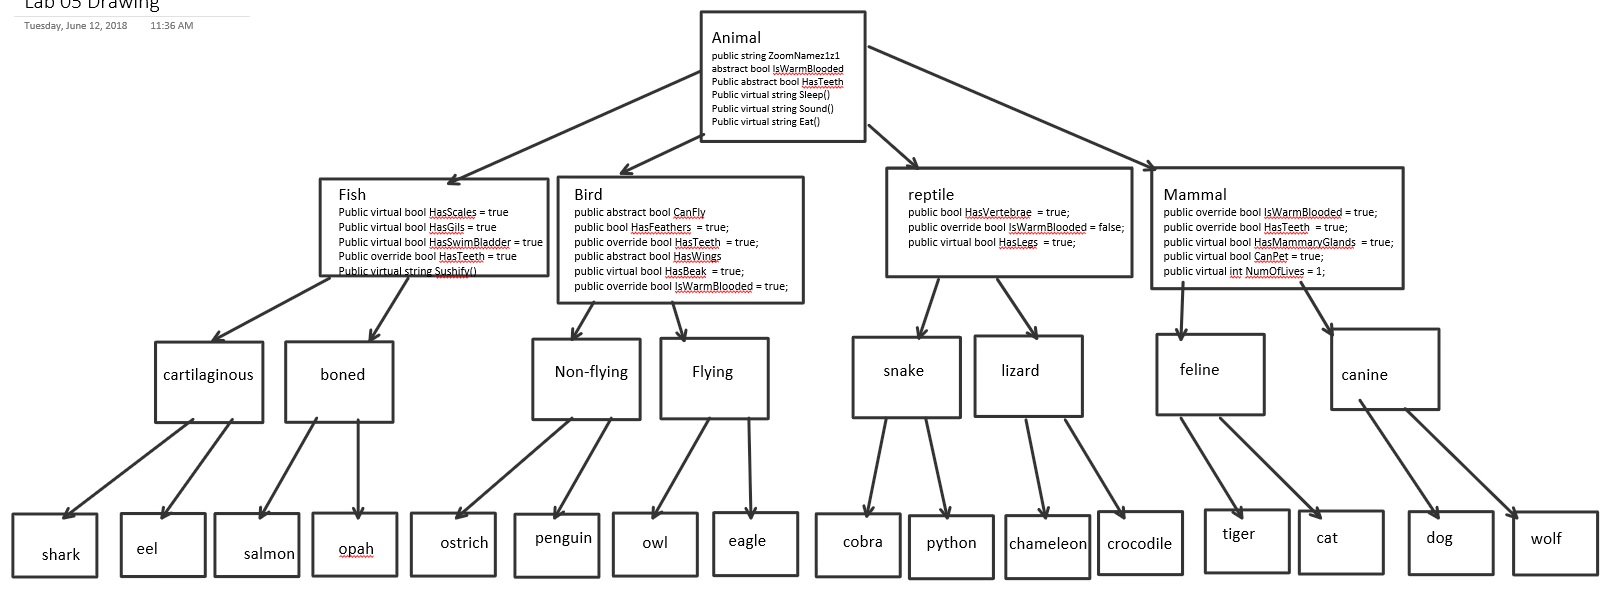 Lab 05 Drawing
Tuesday, June 12, 2018 11:36 AM
Animal
public string ZoomNamez1z1
abstract bool IsWarmBlooded
Public abstract bool HasTeeth
Public virtual string Sleep()
Public virtual string Sound()
Public virtual string Eat()
Fish
Public virtual bool HasScales = true
Public virtual bool HasGils = true
Public virtual bool HasSwimBladder = true
Public override bool HasTeeth = true
Public virtual string Sushify()
Bird
public abstract bool CanFly
public bool HasFeathers = true;
public override bool HasTeeth = true;
public abstract bool HasWings
public virtual bool HasBeak = true;
public override bool IsWarmBlooded = true;
reptile
public bool HasVertebrae = true;
public override bool IsWarmBlooded = false;
public virtual bool HasLegs = true;
Mammal
public override bool IsWarmBlooded = true;
public override bool HasTeeth = true;
public virtual bool HasMammaryGlands = true;
public virtual bool CanPet = true;
public virtual int NumOfLives = 1;
cartilaginous
boned
Non-flying
Flying
snake
lizard
feline
canine
shark
eel
salmon
opah
ostrich
penguin
owl
eagle
cobra
python
chameleon
crocodile
tiger
cat
dog
wolf